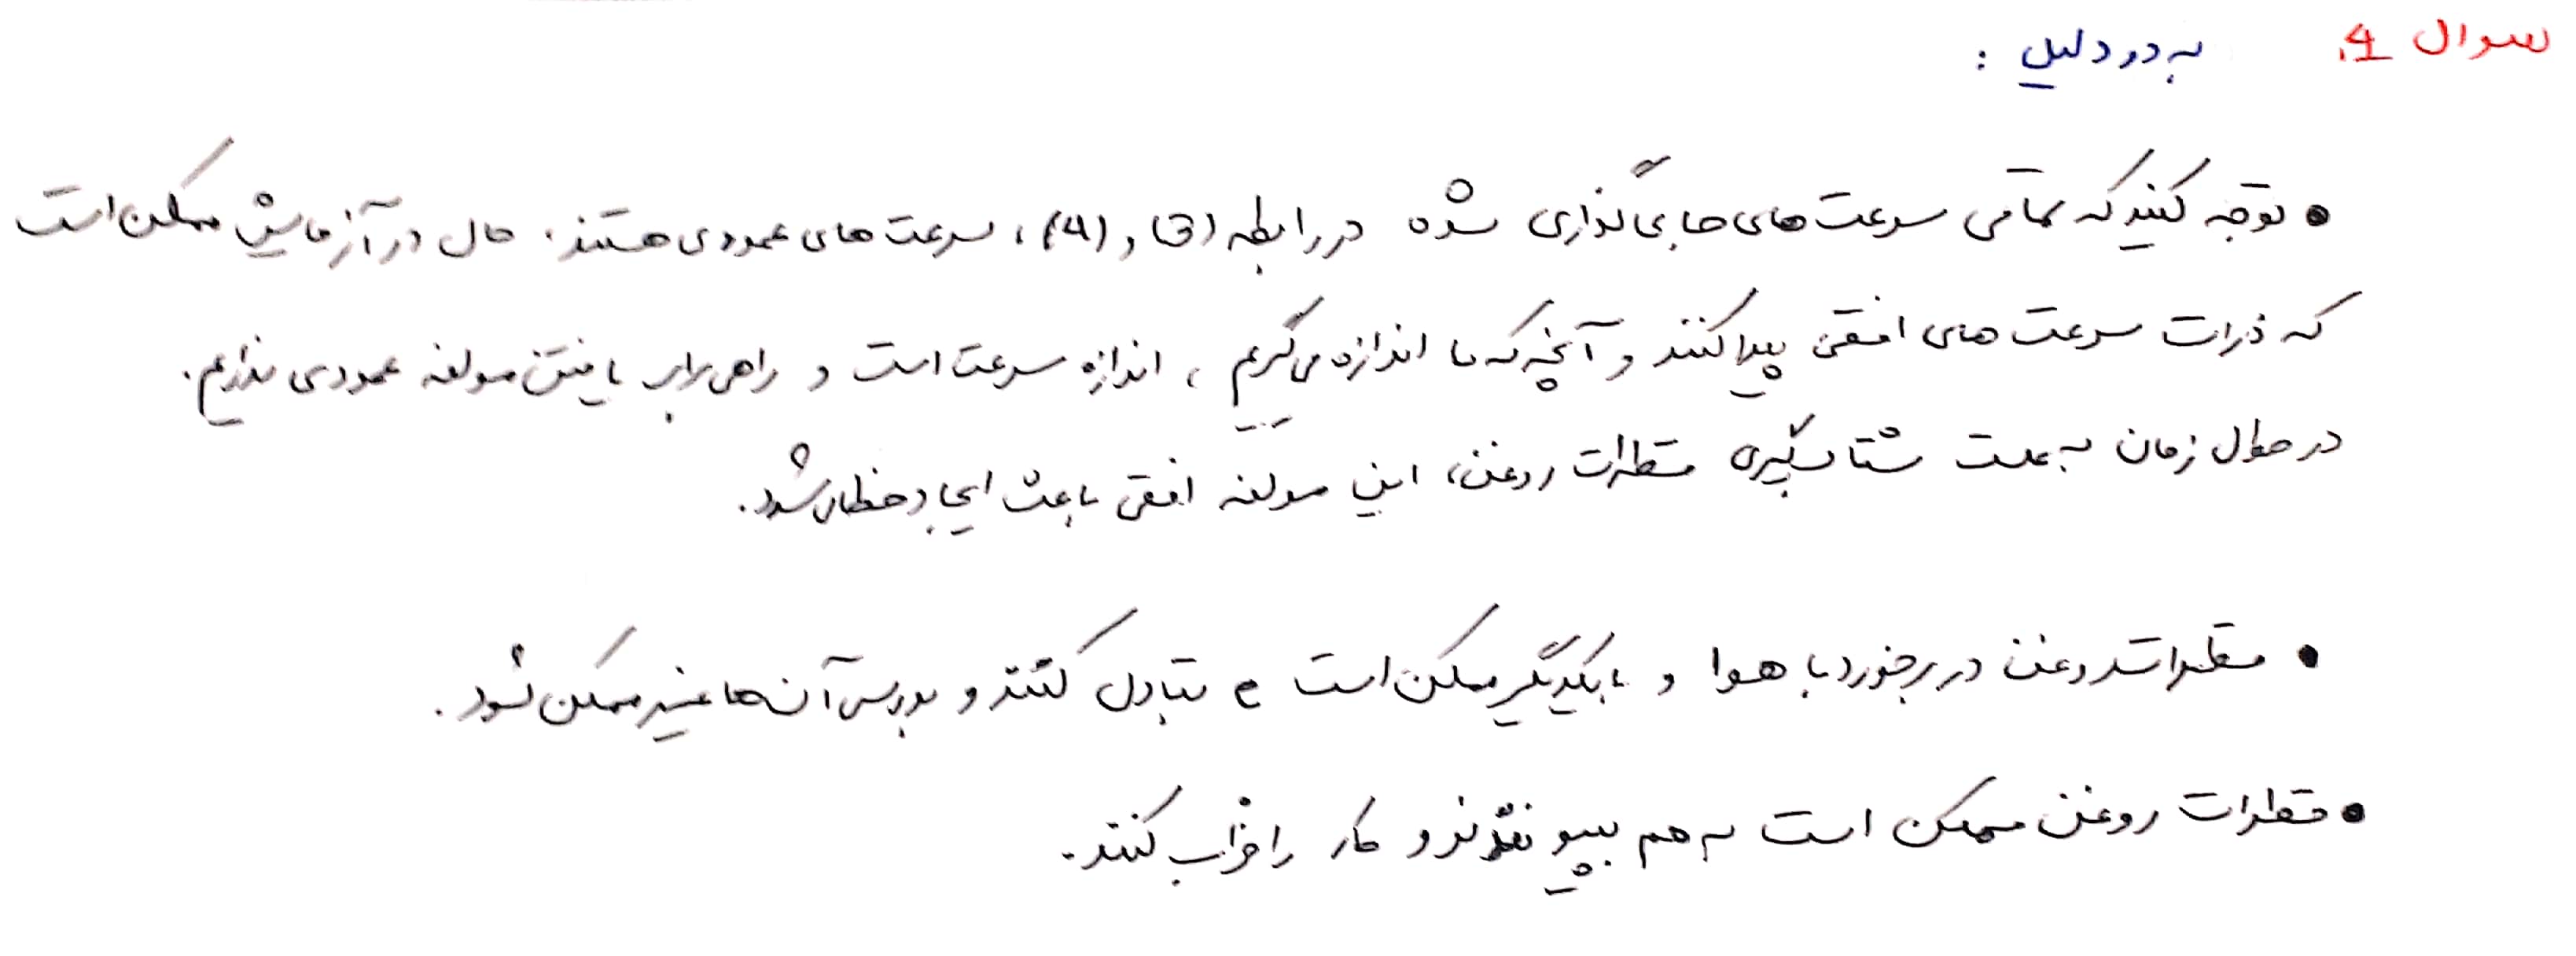 سوال 4. به دو دلیل :
• توجه کنید که تمامی سرعت‌های جای‌گذاری شده در رابطه (3) و (4)، سرعت‌های عمودی هستند. حال در آزمایش ممکن است
که ذرات سرعت‌های افقی پیدا کنند و آنچه که ما اندازه می‌گیریم ، اندازه سرعت است و راهی برای یافتن مولفه عمودی نداریم.
در طول زمان به علت شتاب‌گیری قطرات روغن، این مولفه افقی باعث ایجاد خطا می‌شود.
• قطرات روغن در برخورد با هوا و با یکدیگر ممکن است e تبادل کنند و بررسی آن‌ها غیر ممکن شود.
• قطرات روغن ممکن است به هم بپیوندند و کار را خراب کنند.